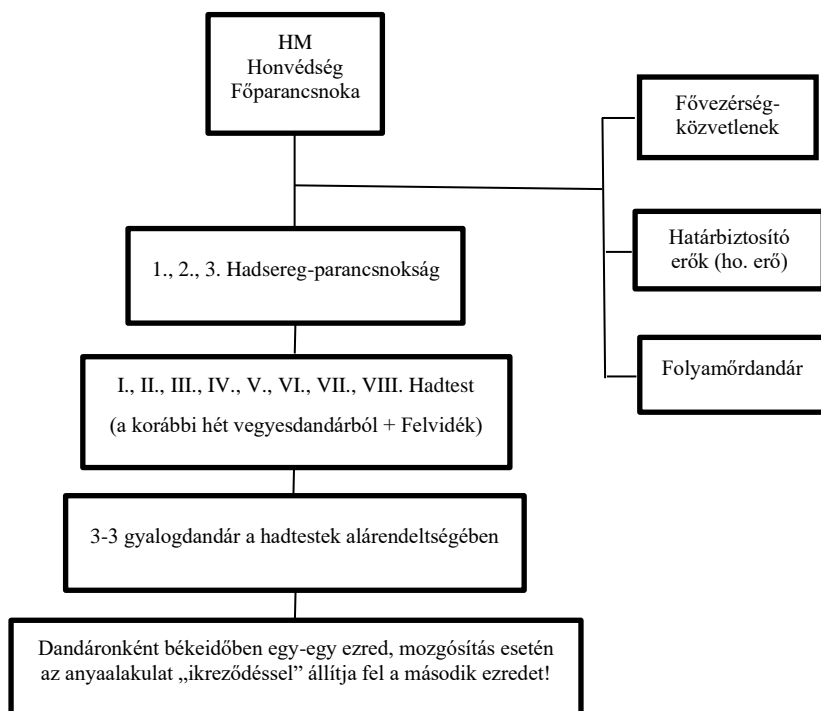 HM
Honvédség
Főparancsnoka
Fővezérség-
közvetlenek
Határbiztosító
erők (ho. erő)
Folyamőrdandár
1., 2., 3. Hadsereg-parancsnokság
I., II., III., IV., V., VI., VII., VIII. Hadtest
(a korábbi hét vegyesdandárból + Felvidék)
3-3 gyalogdandár a hadtestek alárendeltségében
Dandáronként békeidőben egy-egy ezred, mozgósítás esetén
az anyaalakulat „ikreződéssel” állítja fel a második ezredet!